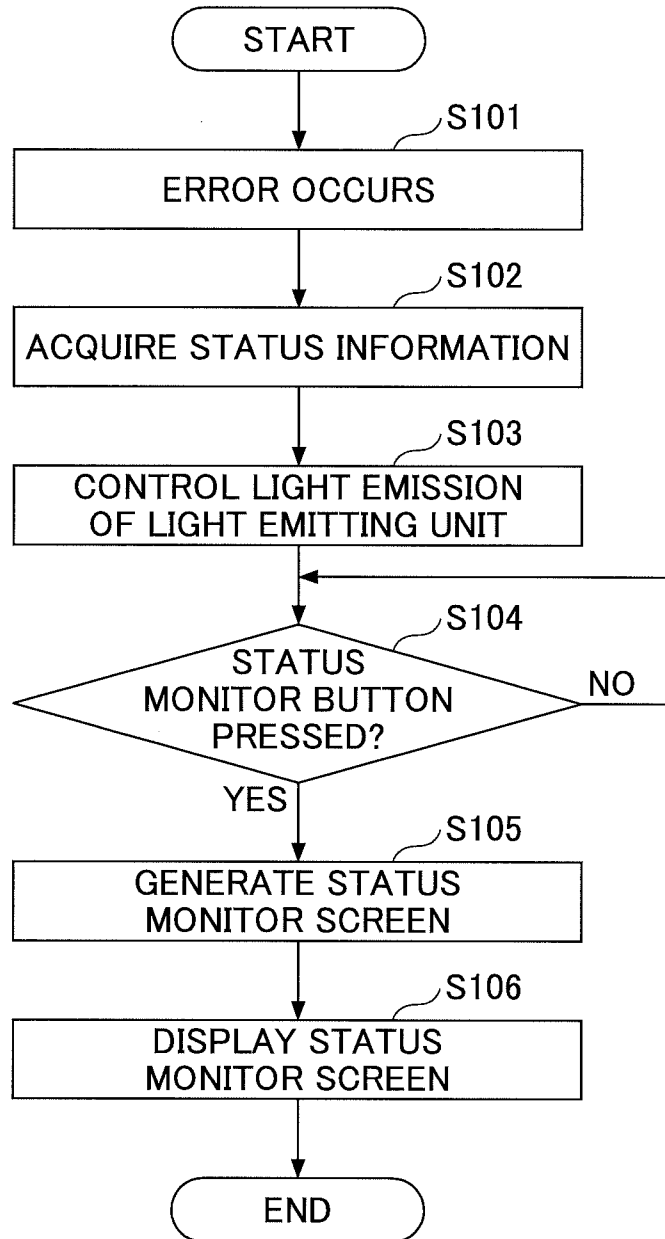 START
S101
ERROR OCCURS
S102
ACQUIRE STATUS INFORMATION
S103
CONTROL LIGHT EMISSION
OF LIGHT EMITTING UNIT
S104
STATUS
MONITOR BUTTON
PRESSED?
NO
YES
S105
GENERATE STATUS
MONITOR SCREEN
S106
DISPLAY STATUS
MONITOR SCREEN
END